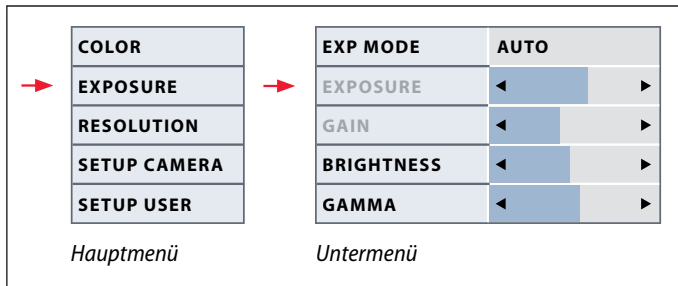 COLOR
EXPOSURE
RESOLUTION
SETUP CAMERA
SETUP USER
Hauptmenü
EXP MODE AUTO
EXPOSURE
GAIN
BRIGHTNESS
GAMMA
Untermenü